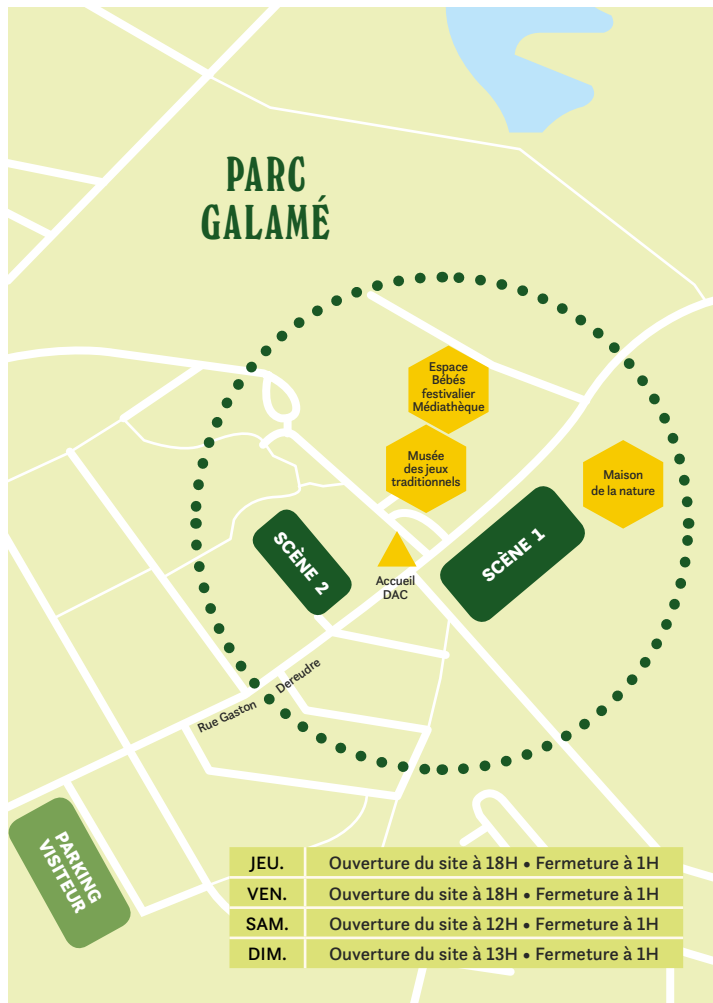 PARC
GALAMÉ
Espace
Bébés
festivalier
Médiathèque
Musée
des jeux
traditionnels
Maison
de la nature
SCÈNE 1
SCÈNE 2
Accueil
DAC
Rue Gaston Dereudre
PARKING
VISITEUR
JEU. Ouverture du site à 18H • Fermeture à 1H
VEN. Ouverture du site à 18H • Fermeture à 1H
SAM. Ouverture du site à 12H • Fermeture à 1H
DIM. Ouverture du site à 13H • Fermeture à 1H